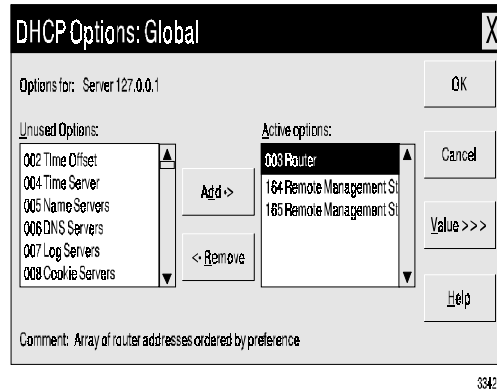 DHCP Options: Global
X
Options for: Server 127.0.0.1
OK
Unused Options:
002 Time Offset
004 Time Server
005 Name Servers
006 DNS Servers
007 Log Servers
008 Cookie Servers
Add ->
<- Remove
Active options:
003 Router
164 Remote Management St
165 Remote Management St
Cancel
Value >>>
Help
Comment: Array of router addresses ordered by preference
3342